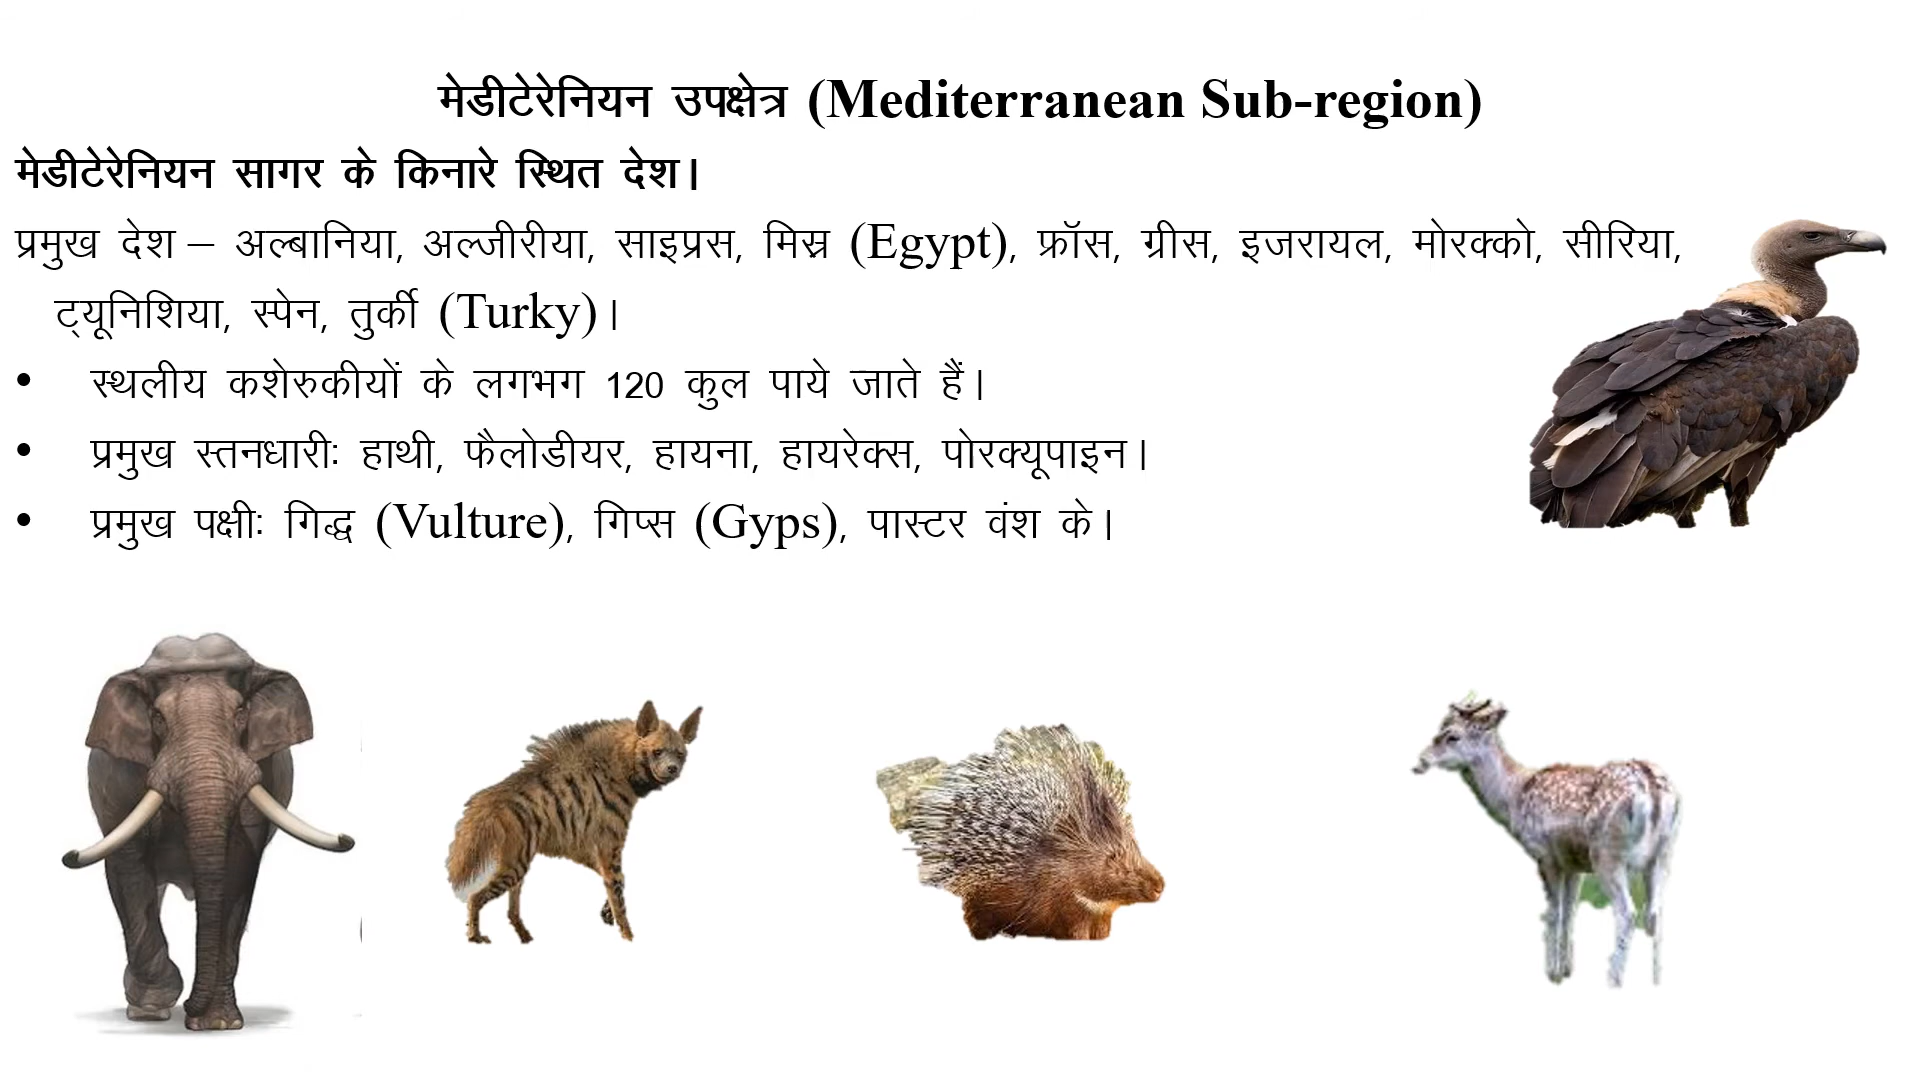 मेडीटेरेनियन उपक्षेत्र (Mediterranean Sub-region)
मेडीटेरेनियन सागर के किनारे स्थित देश।
प्रमुख देश – अल्बानिया, अल्जीरीया, साइप्रस, मिस्र (Egypt), फ्रॉस, ग्रीस, इजरायल, मोरक्को, सीरिया,
ट्यूनिशिया, स्पेन, तुर्की (Turky)।
• स्थलीय कशेरुकीयों के लगभग 120 कुल पाये जाते हैं।
• प्रमुख स्तनधारीः हाथी, फैलोडीयर, हायना, हायरेक्स, पोरक्यूपाइन।
• प्रमुख पक्षीः गिद्ध (Vulture), गिप्स (Gyps), पास्टर वंश के।